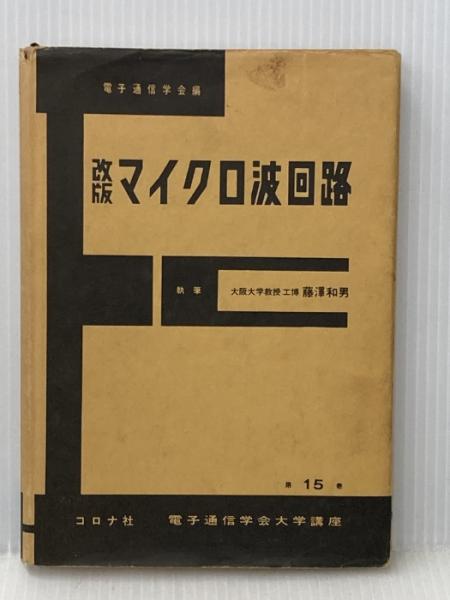 電子通信学会編
改版 マイクロ波回路
執筆 大阪大学教授 工博 藤澤和男
第 15 巻
コロナ社 電子通信学会大学講座